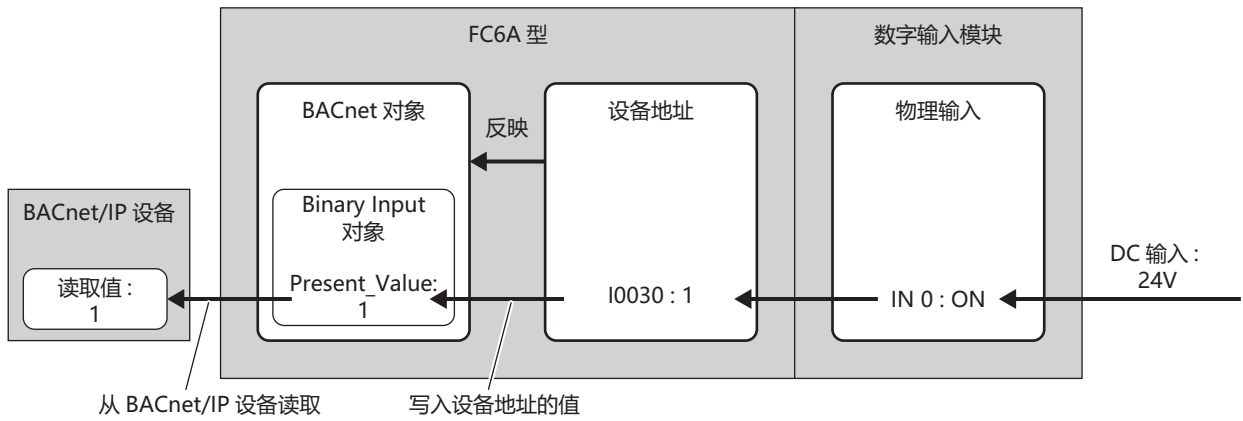 FC6A 型
数字输入模块
BACnet 对象
设备地址
物理输入
反映
BACnet/IP 设备
Binary Input
对象
DC 输入 :
24V
读取值 :
1
Present_Value:
1
I0030 : 1
IN 0 : ON
从 BACnet/IP 设备读取
写入设备地址的值